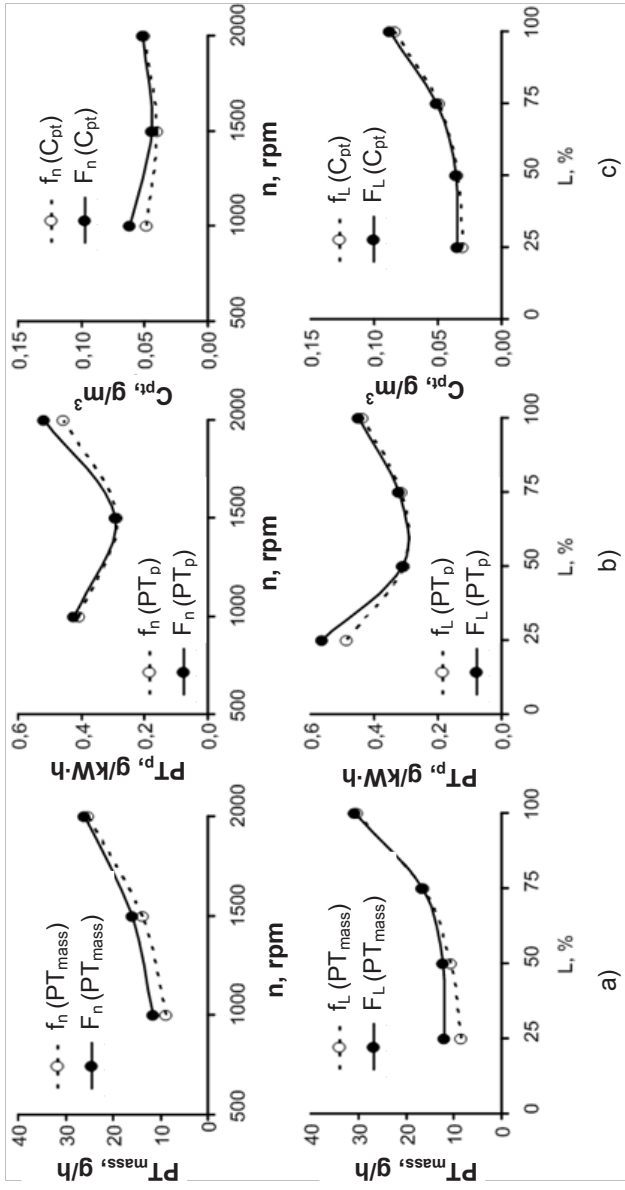 PT_mass, g/h
40
30
20
10
0
500
1000
1500
2000
n, rpm
f_n (PT_mass)
F_n (PT_mass)
PT_p, g/kW·h
0,6
0,4
0,2
0,0
500
1000
1500
2000
n, rpm
f_n (PT_p)
F_n (PT_p)
C_pt, g/m³
0,15
0,10
0,05
0,00
500
1000
1500
2000
n, rpm
f_n (C_pt)
F_n (C_pt)
PT_mass, g/h
40
30
20
10
0
0
25
50
75
100
L, %
f_L (PT_mass)
F_L (PT_mass)
PT_p, g/kW·h
0,6
0,4
0,2
0,0
0
25
50
75
100
L, %
f_L (PT_p)
F_L (PT_p)
C_pt, g/m³
0,15
0,10
0,05
0,00
0
25
50
75
100
L, %
f_L (C_pt)
F_L (C_pt)
a)
b)
c)